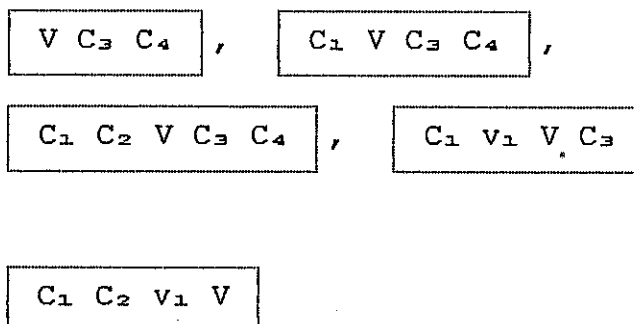 V C₃ C₄ , C₁ V C₃ C₄ ,
C₁ C₂ V C₃ C₄ , C₁ v₁ V C₃
C₁ C₂ v₁ V